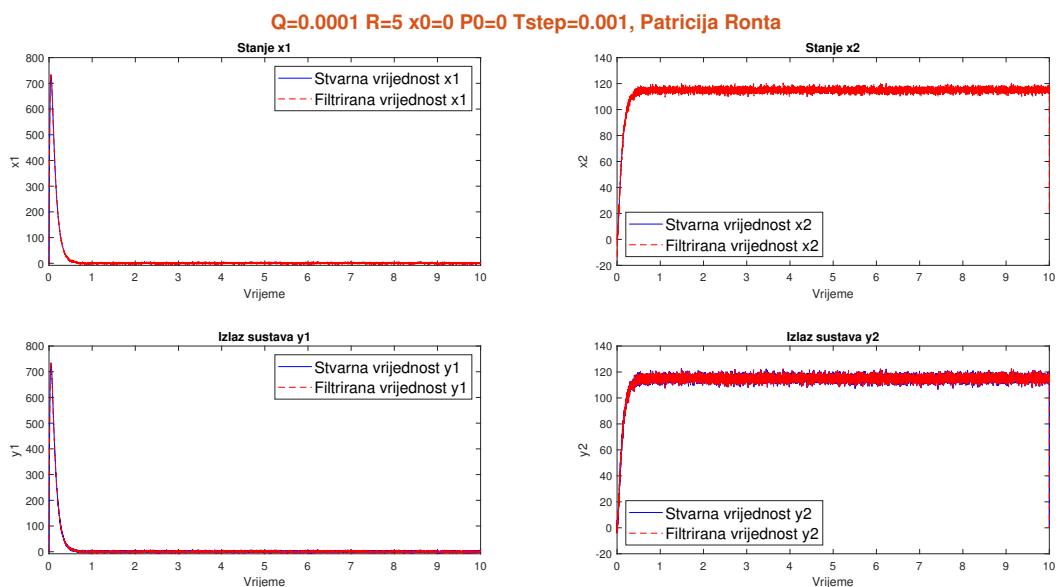 Q=0.0001 R=5 x0=0 P0=0 Tstep=0.001, Patricija Ronta
Stanje x1
800
700
600
500
400
300
200
100
0
x1
Stvarna vrijednost x1
Filtrirana vrijednost x1
0 1 2 3 4 5 6 7 8 9 10
Vrijeme
Stanje x2
140
120
100
80
60
40
20
0
-20
x2
Stvarna vrijednost x2
Filtrirana vrijednost x2
0 1 2 3 4 5 6 7 8 9 10
Vrijeme
Izlaz sustava y1
800
700
600
500
400
300
200
100
0
y1
Stvarna vrijednost y1
Filtrirana vrijednost y1
0 1 2 3 4 5 6 7 8 9 10
Vrijeme
Izlaz sustava y2
140
120
100
80
60
40
20
0
-20
y2
Stvarna vrijednost y2
Filtrirana vrijednost y2
0 1 2 3 4 5 6 7 8 9 10
Vrijeme